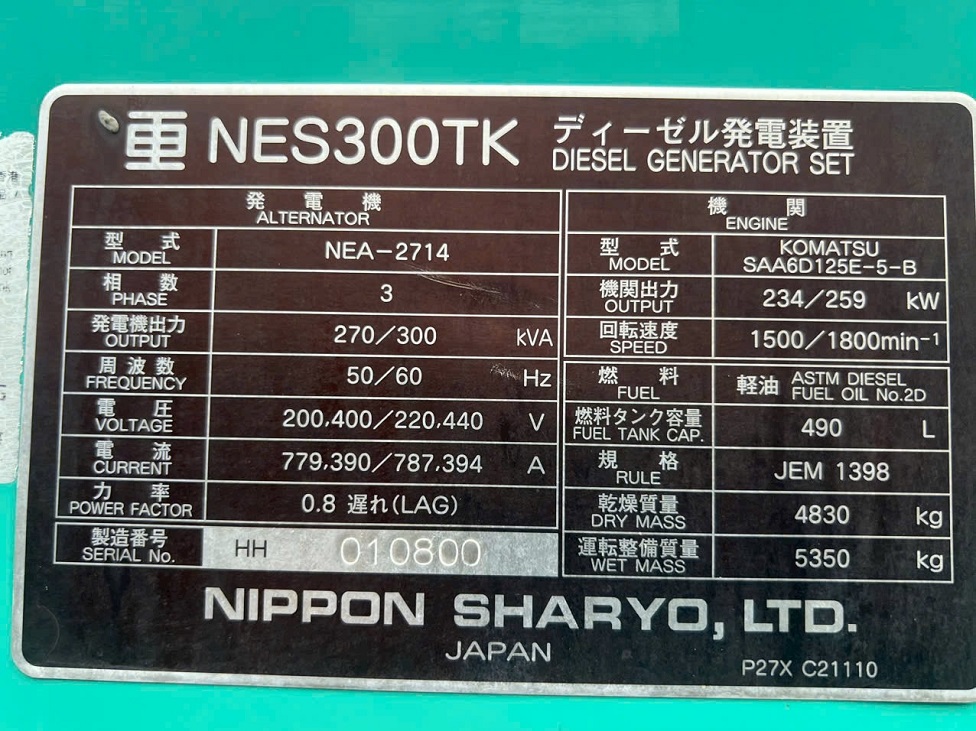 NES300TK ディーゼル発電装置
DIESEL GENERATOR SET
発電機
ALTERNATOR
型式 MODEL NEA-2714
相数 PHASE 3
発電機出力 OUTPUT 270/300 kVA
周波数 FREQUENCY 50/60 Hz
電圧 VOLTAGE 200,400/220,440 V
電流 CURRENT 779,390/787,394 A
力率 POWER FACTOR 0.8 遅れ(LAG)
製造番号 SERIAL No. HH 010800
機関
ENGINE
型式 MODEL KOMATSU SAA6D125E-5-B
機関出力 OUTPUT 234/259 kW
回転速度 SPEED 1500/1800min-1
燃料 FUEL 軽油 ASTM DIESEL FUEL OIL No.2D
燃料タンク容量 FUEL TANK CAP. 490 L
規格 RULE JEM 1398
乾燥質量 DRY MASS 4830 kg
運転整備質量 WET MASS 5350 kg
NIPPON SHARYO, LTD.
JAPAN
P27X C21110